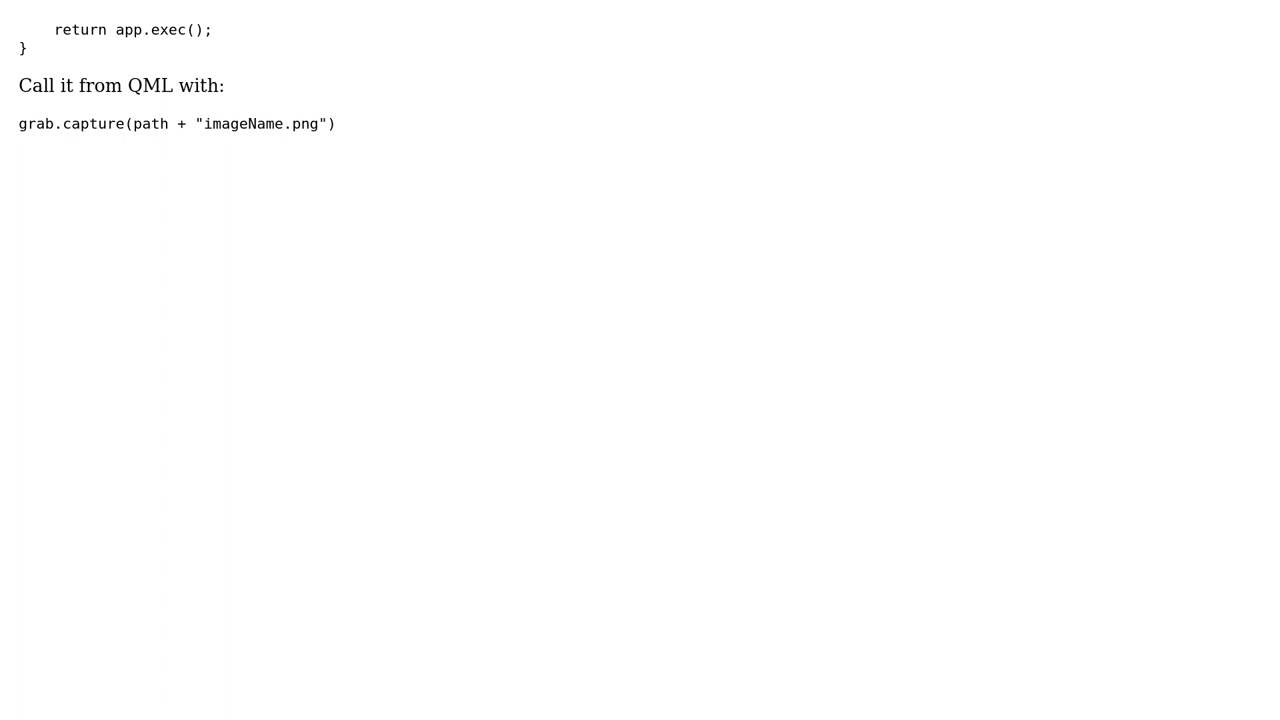 return app.exec();
}
Call it from QML with:
grab.capture(path + "imageName.png")